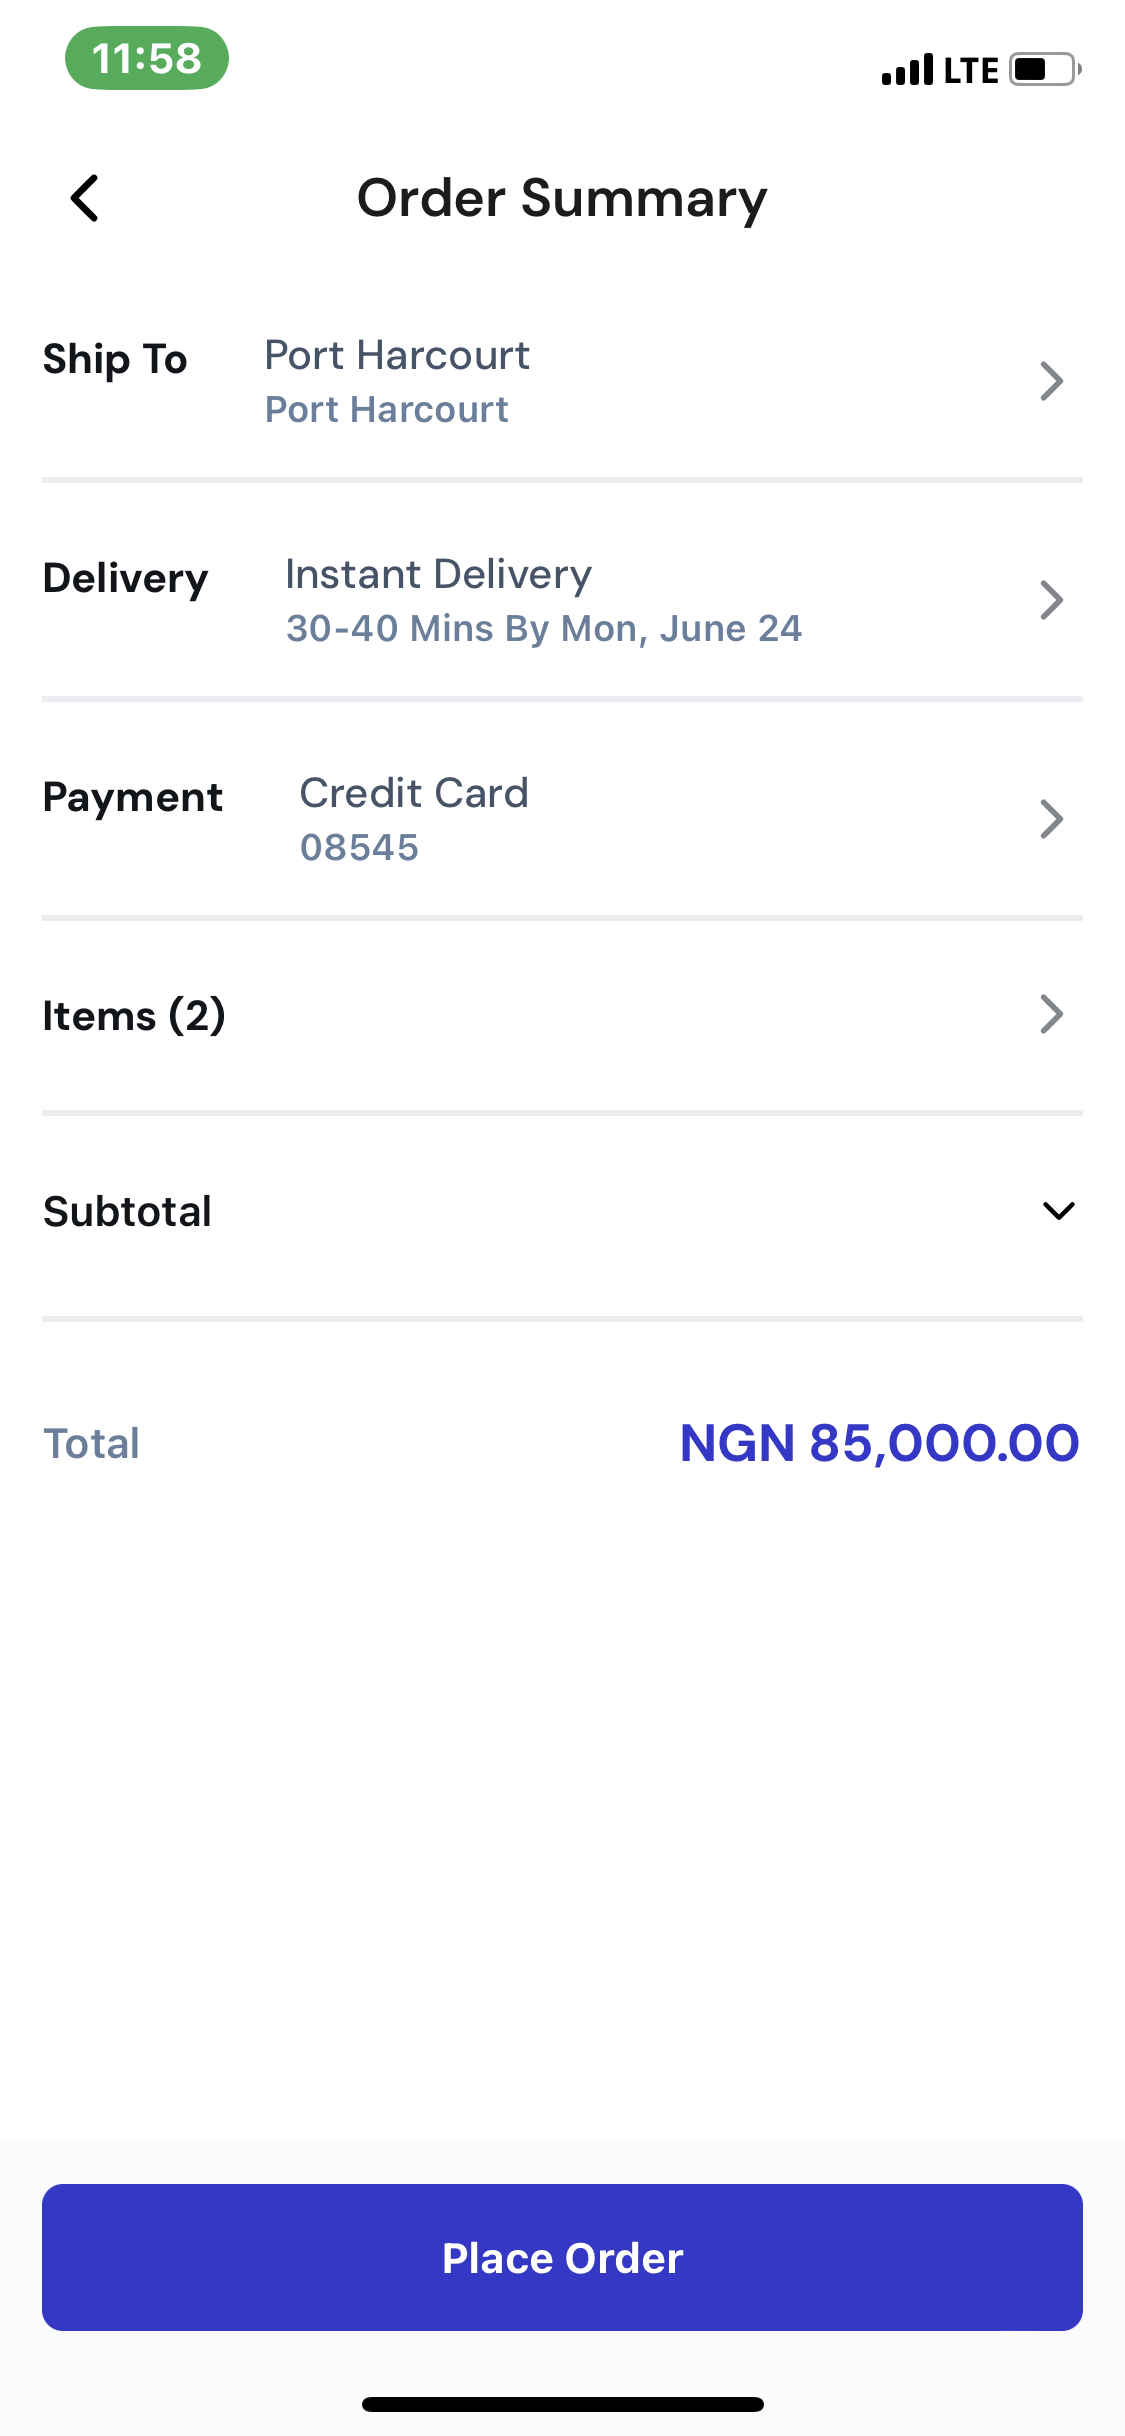 11:58
LTE
Order Summary
Ship To
Port Harcourt
Port Harcourt
Delivery
Instant Delivery
30-40 Mins By Mon, June 24
Payment
Credit Card
08545
Items (2)
Subtotal
Total
NGN 85,000.00
Place Order